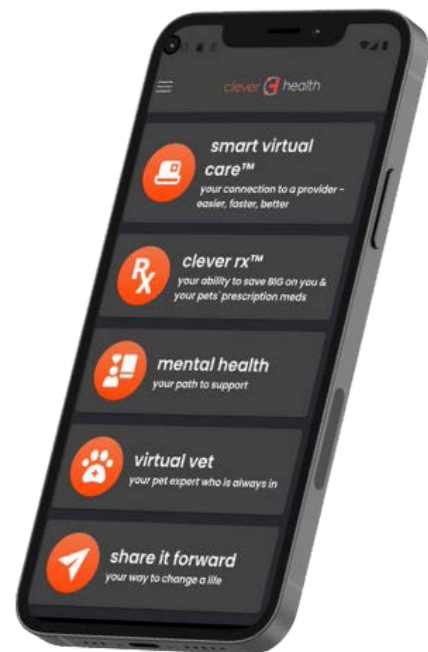 clever health
smart virtual
care™
your connection to a provider -
easier, faster, better
clever rx™
your ability to save BIG on you &
your pets' prescription meds
mental health
your path to support
virtual vet
your pet expert who is always in
share it forward
your way to change a life